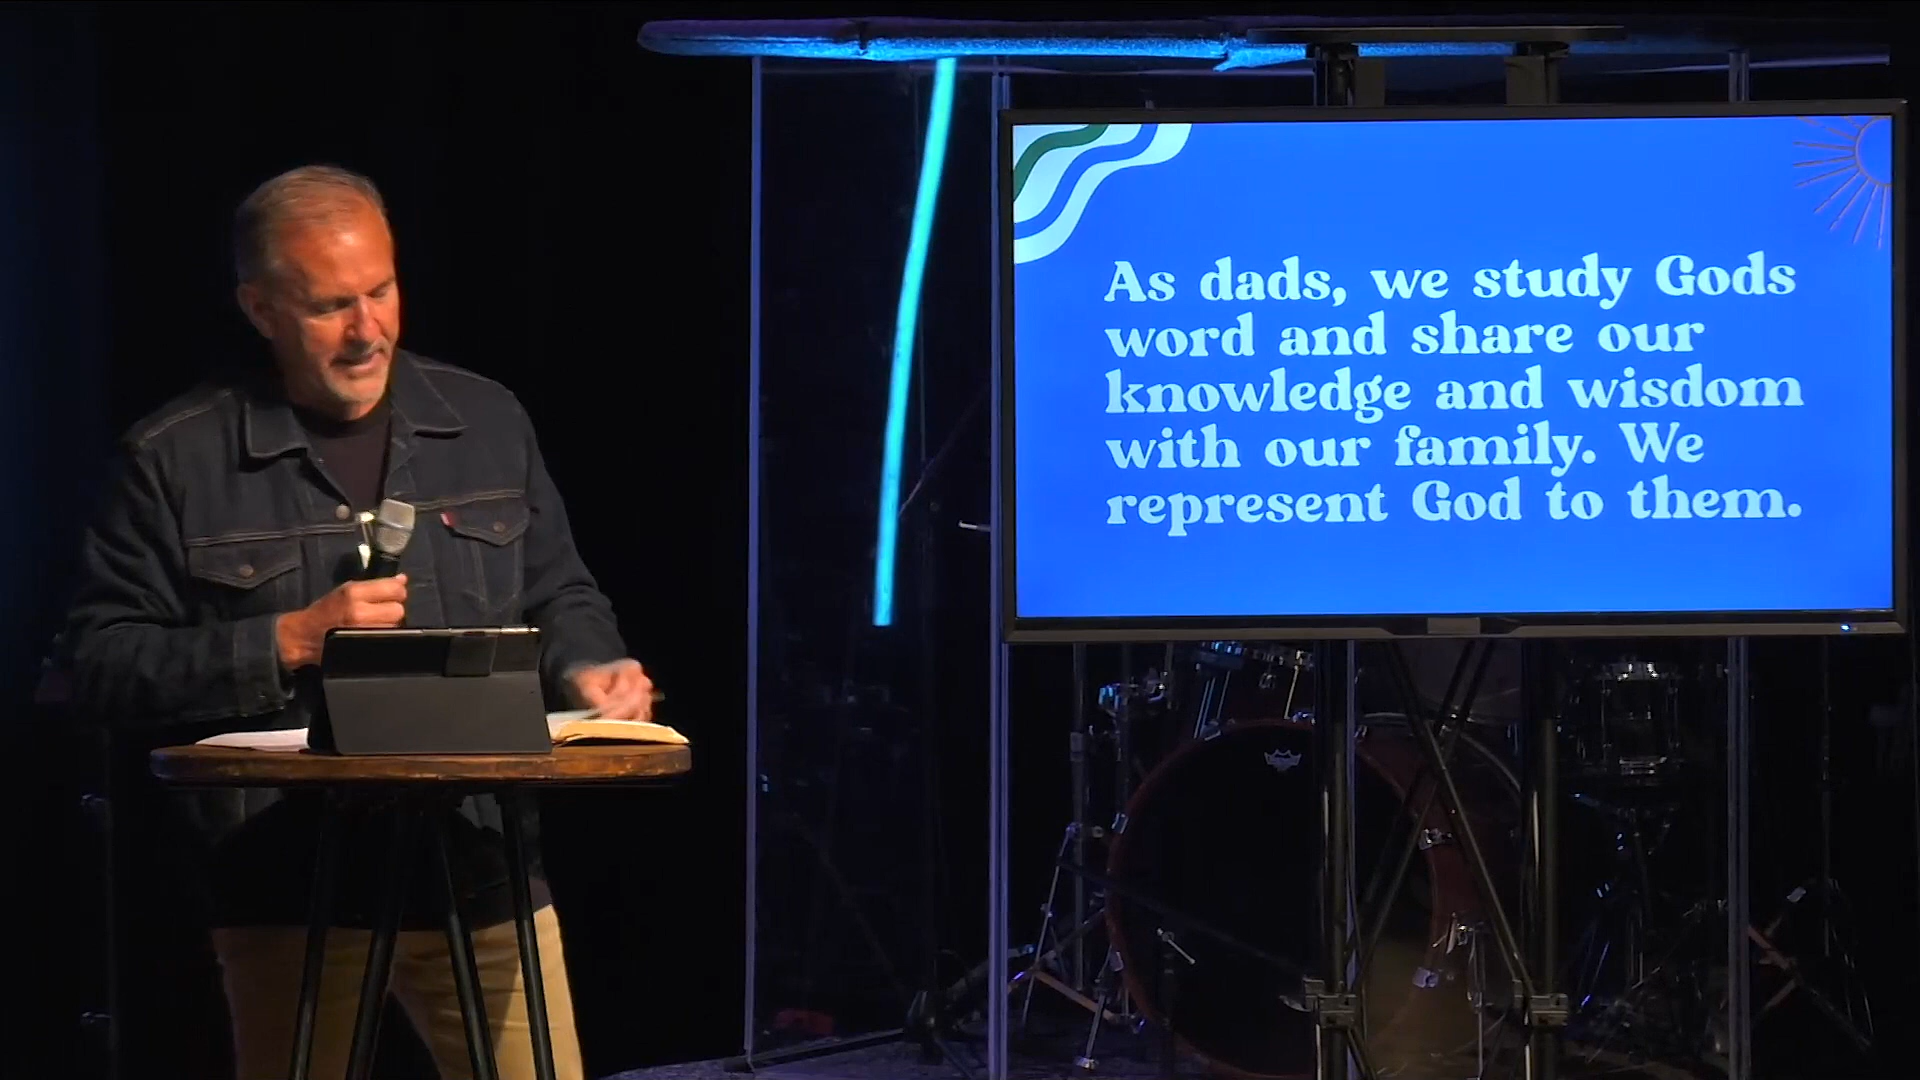 As dads, we study Gods
word and share our
knowledge and wisdom
with our family. We
represent God to them.